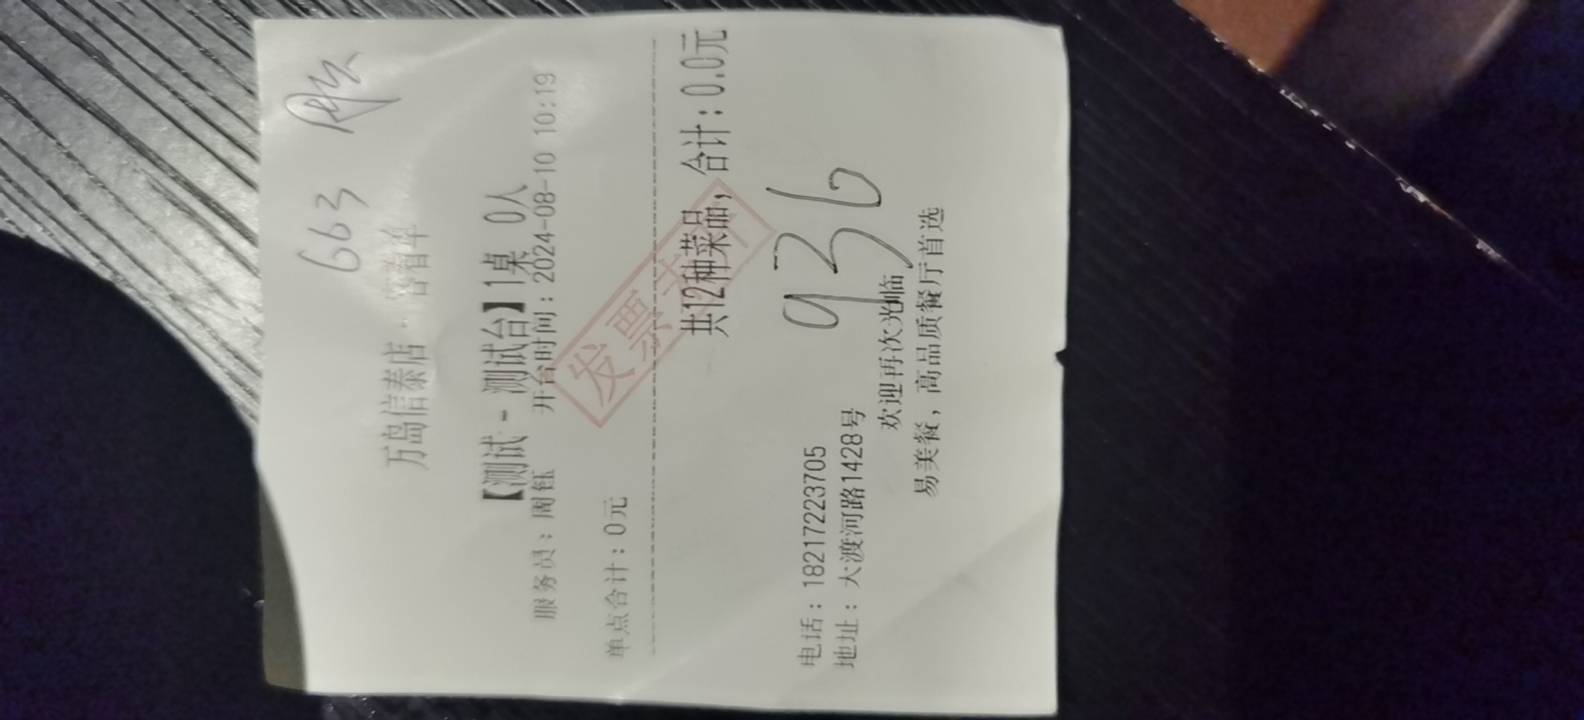 663
万岛信泰店 · 客看单
【测试 - 测试台】1桌 0人
服务员：周钰 开台时间：2024-08-10 10:19
单点合计：0元
发票
共12种菜品，合计：0.0元
936
电话：18217223705
地址：大渡河路1428号
欢迎再次光临
易美餐，高品质餐厅首选